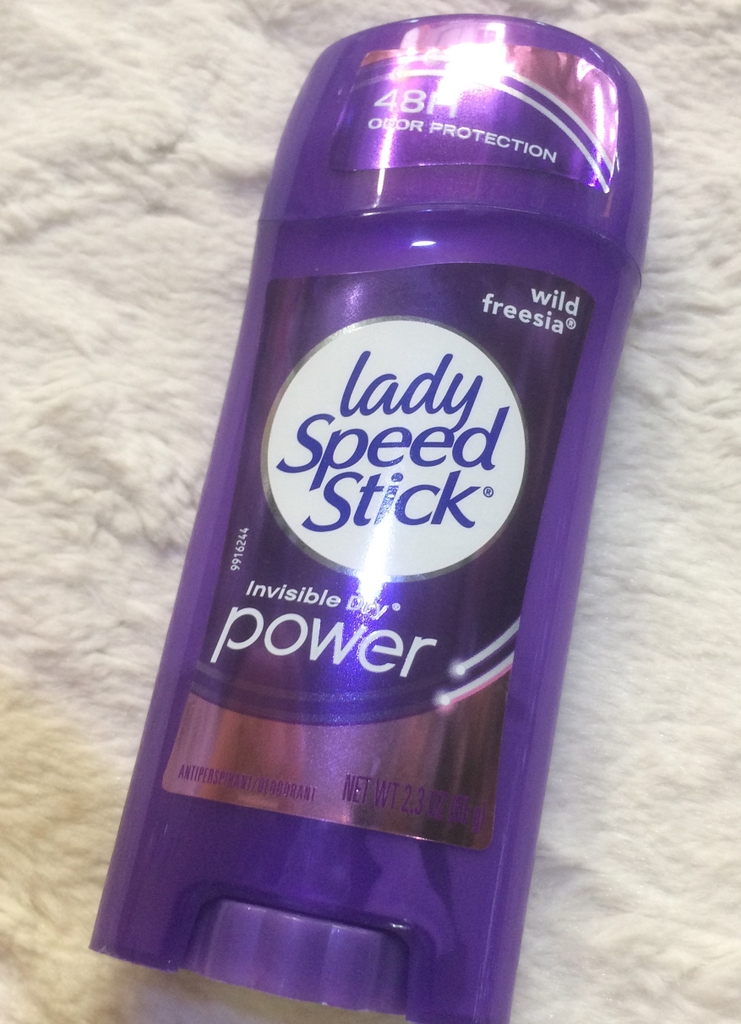 48H
ODOR PROTECTION
wild
freesia®
lady
Speed
Stick®
9916244
Invisible Dry®
power
ANTIPERSPIRANT/DEODORANT
NET WT 2.3 OZ (65 g)